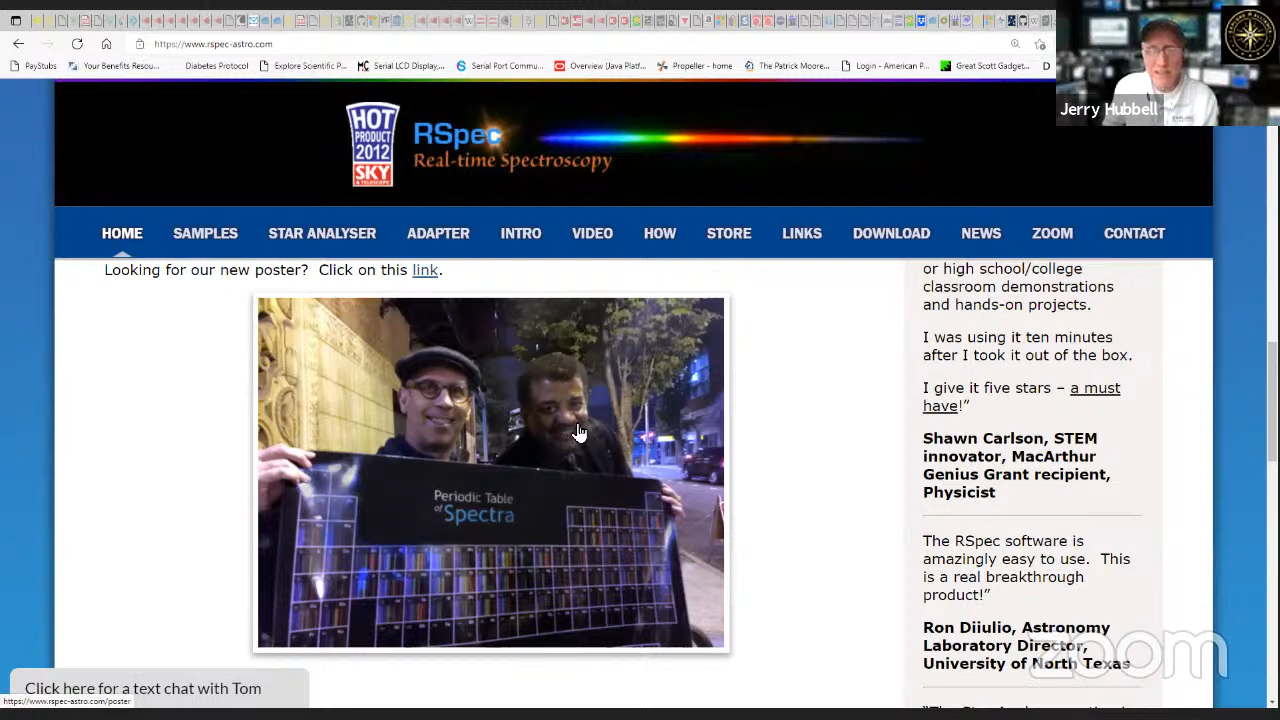 https://www.rspec-astro.com
PayStubs
Your Benefits Resou...
Diabetes Protocol
Explore Scientific P...
Serial LCD Display,...
Serial Port Commu...
Overview (Java Platf...
Propeller - home
The Patrick Moore...
Login - American P...
Great Scott Gadget...
Jerry Hubbell
HOT
PRODUCT
2012
SKY
& TELESCOPE
RSpec
Real-time Spectroscopy
HOME
SAMPLES
STAR ANALYSER
ADAPTER
INTRO
VIDEO
HOW
STORE
LINKS
DOWNLOAD
NEWS
ZOOM
CONTACT
Looking for our new poster? Click on this link.
Periodic Table
of Spectra
or high school/college
classroom demonstrations
and hands-on projects.
I was using it ten minutes
after I took it out of the box.
I give it five stars – a must
have!”
Shawn Carlson, STEM
innovator, MacArthur
Genius Grant recipient,
Physicist
The RSpec software is
amazingly easy to use. This
is a real breakthrough
product!”
Ron Diiulio, Astronomy
Laboratory Director,
University of North Texas
zoom
Click here for a text chat with Tom
https://www.rspec-astro.com/poster